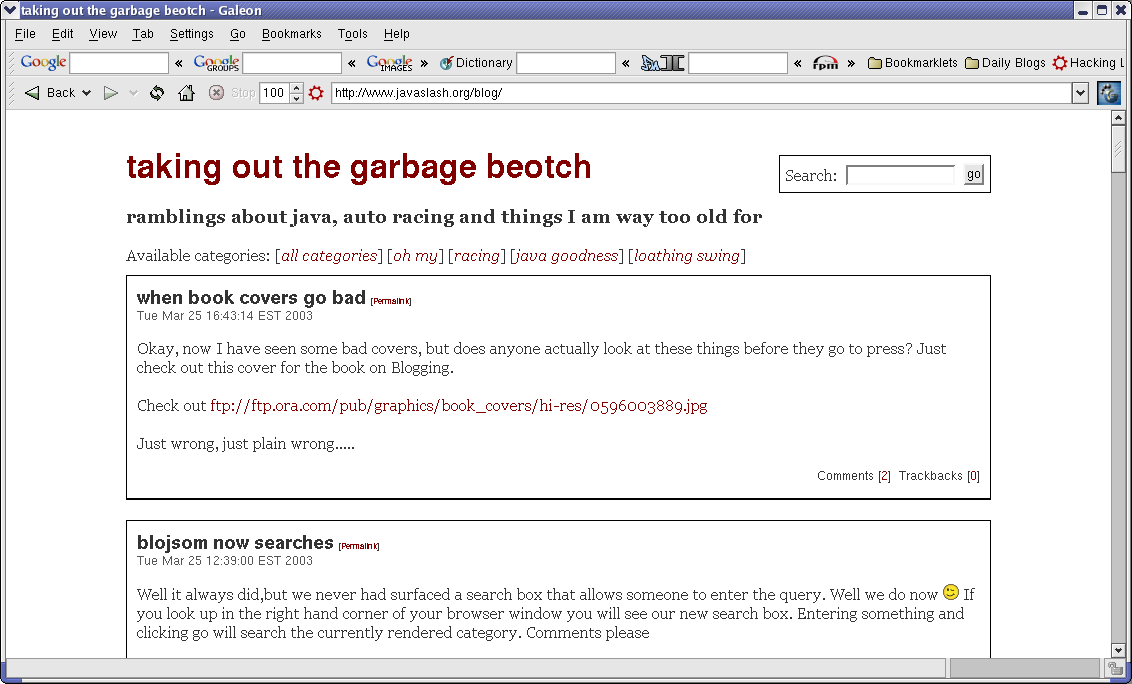 taking out the garbage beotch - Galeon
File Edit View Tab Settings Go Bookmarks Tools Help
Google « Google GROUPS « Google IMAGES » Dictionary « « rpm » Bookmarklets Daily Blogs Hacking L
Back Stop 100 http://www.javaslash.org/blog/
taking out the garbage beotch
Search: go
ramblings about java, auto racing and things I am way too old for
Available categories: [all categories] [oh my] [racing] [java goodness] [loathing swing]
when book covers go bad [Permalink]
Tue Mar 25 16:43:14 EST 2003
Okay, now I have seen some bad covers, but does anyone actually look at these things before they go to press? Just
check out this cover for the book on Blogging.
Check out ftp://ftp.ora.com/pub/graphics/book_covers/hi-res/0596003889.jpg
Just wrong, just plain wrong.....
Comments [2] Trackbacks [0]
blojsom now searches [Permalink]
Tue Mar 25 12:39:00 EST 2003
Well it always did,but we never had surfaced a search box that allows someone to enter the query. Well we do now If
you look up in the right hand corner of your browser window you will see our new search box. Entering something and
clicking go will search the currently rendered category. Comments please